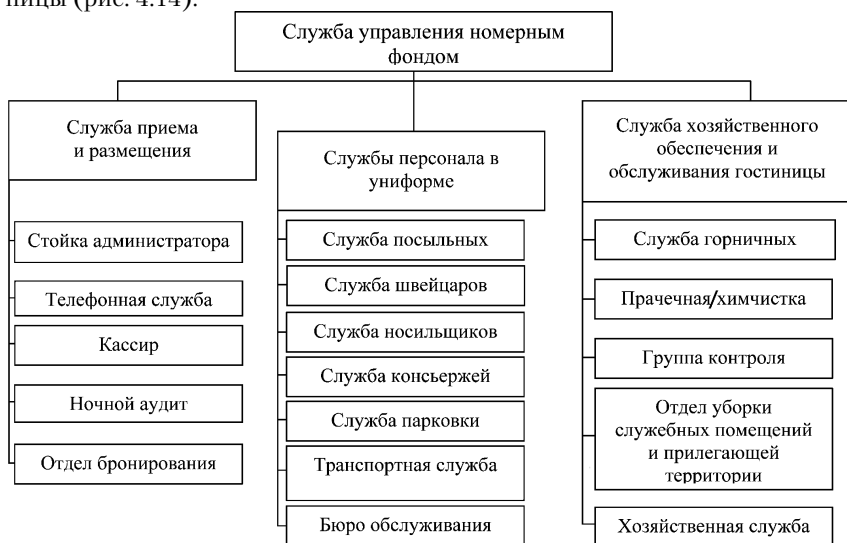 ницы (рис. 4.14).
Служба управления номерным
фондом
Служба приема
и размещения
Стойка администратора
Телефонная служба
Кассир
Ночной аудит
Отдел бронирования
Службы персонала в
униформе
Служба посыльных
Служба швейцаров
Служба носильщиков
Служба консьержей
Служба парковки
Транспортная служба
Бюро обслуживания
Служба хозяйственного
обеспечения и
обслуживания гостиницы
Служба горничных
Прачечная/химчистка
Группа контроля
Отдел уборки
служебных помещений
и прилегающей
территории
Хозяйственная служба